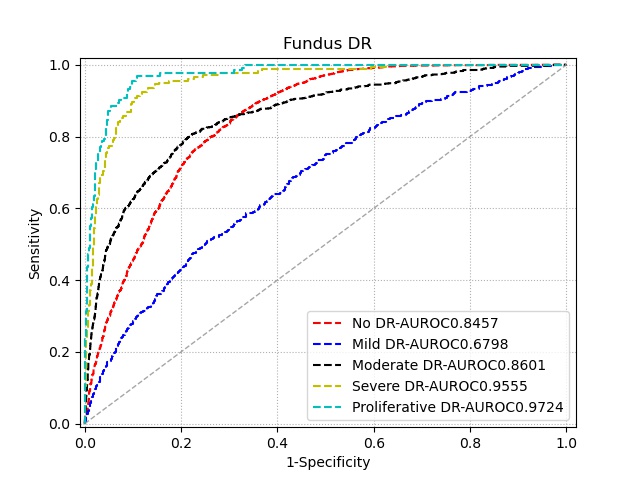 Fundus DR
1.0
0.8
0.6
0.4
0.2
0.0
Sensitivity
No DR-AUROC0.8457
Mild DR-AUROC0.6798
Moderate DR-AUROC0.8601
Severe DR-AUROC0.9555
Proliferative DR-AUROC0.9724
0.0 0.2 0.4 0.6 0.8 1.0
1-Specificity